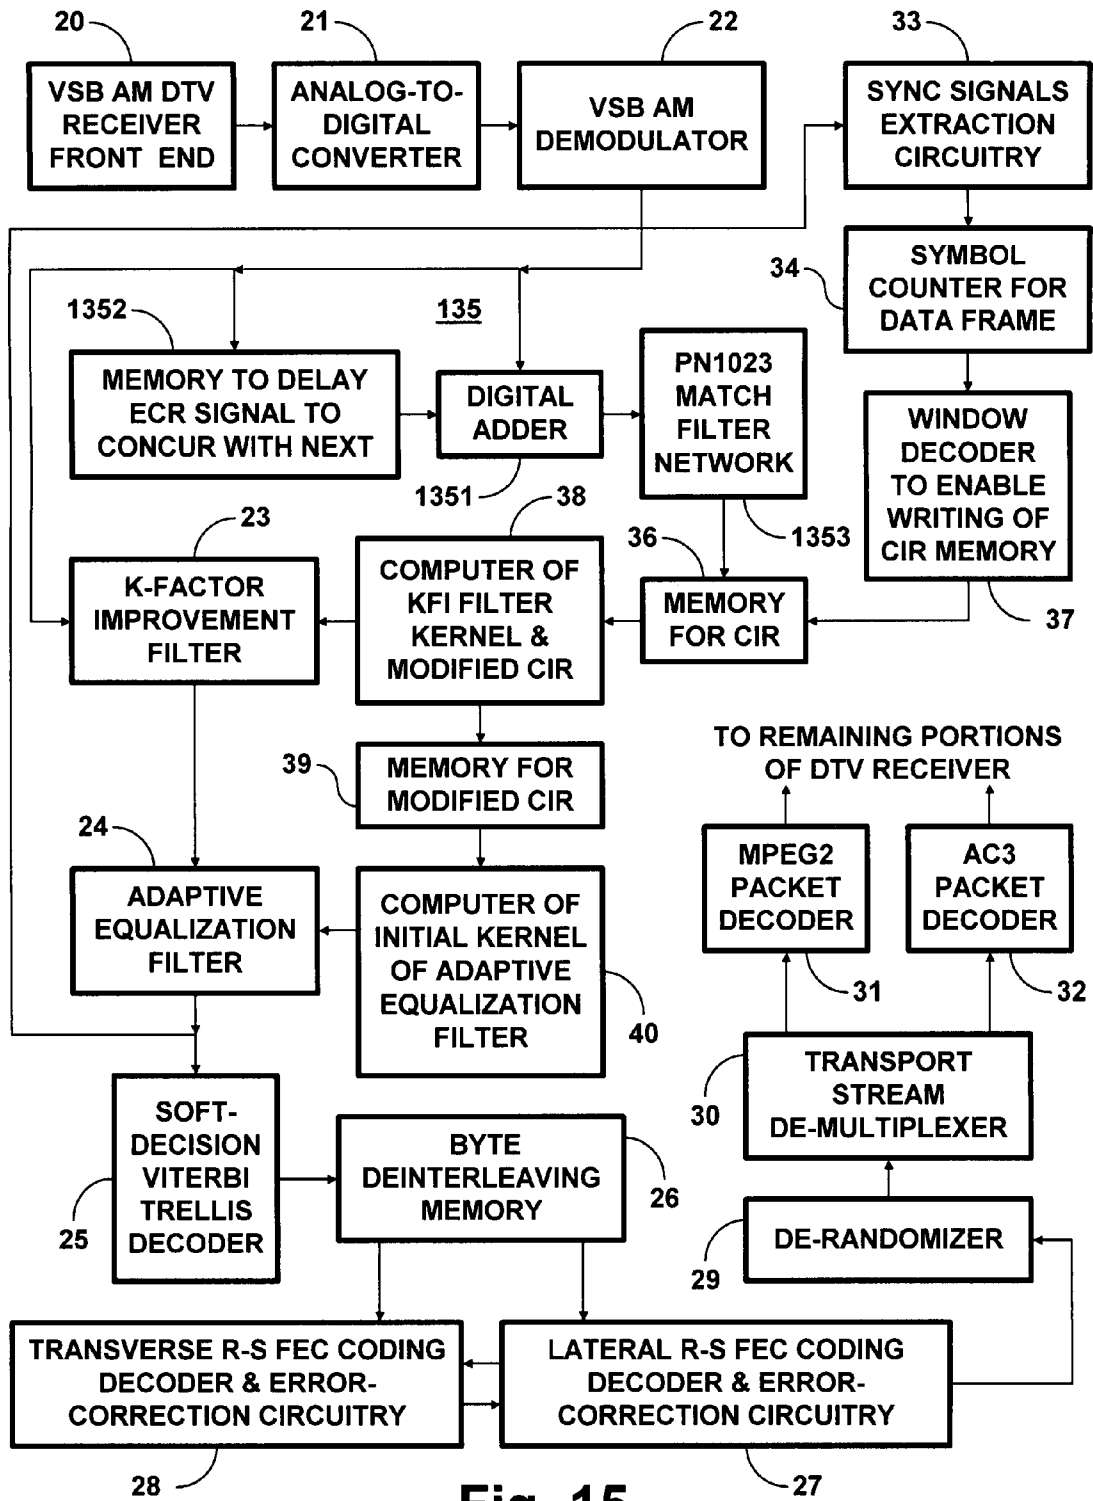 20
21
22
33
VSB AM DTV
RECEIVER
FRONT END
ANALOG-TO-
DIGITAL
CONVERTER
VSB AM
DEMODULATOR
SYNC SIGNALS
EXTRACTION
CIRCUITRY
34
SYMBOL
COUNTER FOR
DATA FRAME
1352
135
MEMORY TO DELAY
ECR SIGNAL TO
CONCUR WITH NEXT
DIGITAL
ADDER
1351
PN1023
MATCH
FILTER
NETWORK
1353
WINDOW
DECODER
TO ENABLE
WRITING OF
CIR MEMORY
37
23
38
36
K-FACTOR
IMPROVEMENT
FILTER
COMPUTER OF
KFI FILTER
KERNEL &
MODIFIED CIR
MEMORY
FOR CIR
39
MEMORY FOR
MODIFIED CIR
TO REMAINING PORTIONS
OF DTV RECEIVER
24
ADAPTIVE
EQUALIZATION
FILTER
COMPUTER OF
INITIAL KERNEL
OF ADAPTIVE
EQUALIZATION
FILTER
40
MPEG2
PACKET
DECODER
31
AC3
PACKET
DECODER
32
30
TRANSPORT
STREAM
DE-MULTIPLEXER
SOFT-
DECISION
VITERBI
TRELLIS
DECODER
25
BYTE
DEINTERLEAVING
MEMORY
26
DE-RANDOMIZER
29
TRANSVERSE R-S FEC CODING
DECODER & ERROR-
CORRECTION CIRCUITRY
28
LATERAL R-S FEC CODING
DECODER & ERROR-
CORRECTION CIRCUITRY
27
Fig. 15